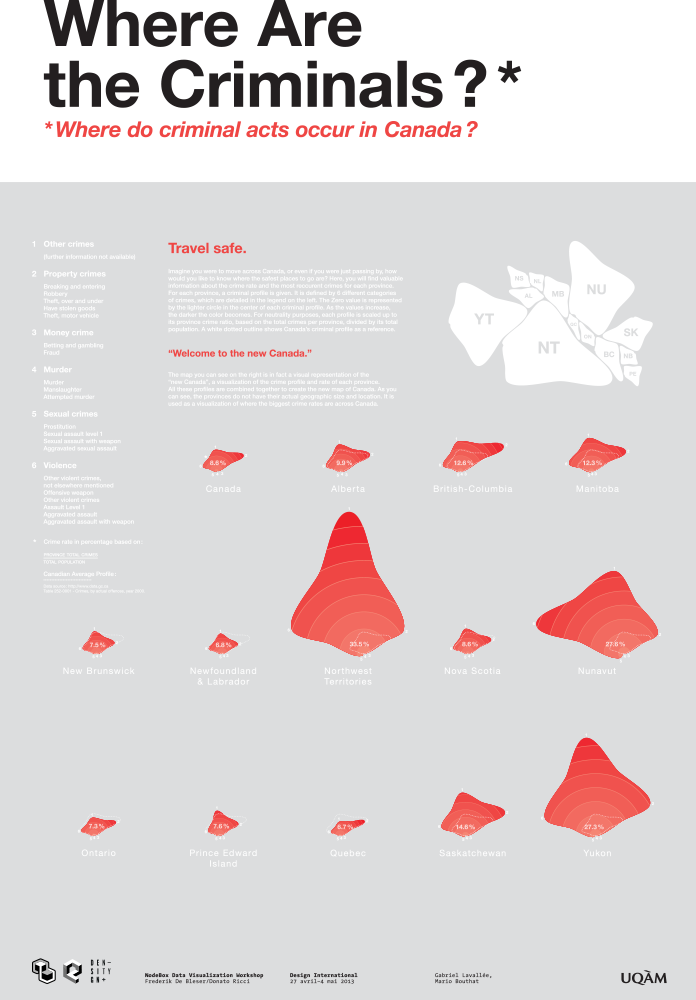 Where Are
the Criminals ? *
*Where do criminal acts occur in Canada ?
1 Other crimes
(further information not available)
2 Property crimes
Breaking and entering
Robbery
Theft, over and under
Have stolen goods
Theft, motor vehicle
3 Money crime
Betting and gambling
Fraud
4 Murder
Murder
Manslaughter
Attempted murder
5 Sexual crimes
Prostitution
Sexual assault level 1
Sexual assault with weapon
Aggravated sexual assault
6 Violence
Other violent crimes,
not elsewhere mentioned
Offensive weapon
Other violent crimes
Assault Level 1
Aggravated assault
Aggravated assault with weapon
* Crime rate in percentage based on:
PROVINCE TOTAL CRIMES
TOTAL POPULATION
Canadian Average Profile:
Travel safe.
Imagine you were to move across Canada, or even if you were just passing by, how
would you like to know where the safest places to go are? Here, you will find valuable
information about the crime rate and the most reccurent crimes for each province.
For each province, a criminal profile is given. It is defined by 6 different categories
of crimes, which are detailed in the legend on the left. The Zero value is represented
by the lighter circle in the center of each criminal profile. As the values increase,
the darker the color becomes. For neutrality purposes, each profile is scaled up to
its province crime ratio, based on the total crimes per province, divided by its total
population. A white dotted outline shows Canada's criminal profile as a reference.
"Welcome to the new Canada."
The map you can see on the right is in fact a visual representation of the
"new Canada", a visualization of the crime profile and rate of each province.
All these profiles are combined together to create the new map of Canada. As you
can see, the provinces do not have their actual geographic size and location. It is
used as a visualization of where the biggest crime rates are across Canada.
NS
NL
AL
MB
NU
YT
NT
SK
BC
NB
PE
6.6%
9.9%
12.6%
12.3%
Canada
Alberta
British-Columbia
Manitoba
7.5%
6.8%
33.5%
8.6%
27.8%
New Brunswick
Newfoundland
& Labrador
Northwest
Territories
Nova Scotia
Nunavut
7.3%
7.6%
6.7%
14.6%
27.3%
Ontario
Prince Edward
Island
Quebec
Saskatchewan
Yukon
DEN-
SITY
GN+
NodeBox Data Visualization Workshop
Frederik De Bleser/Donato Ricci
Design International
27 avril-4 mai 2013
Gabriel Lavallée,
Mario Bouthat
UQÀM